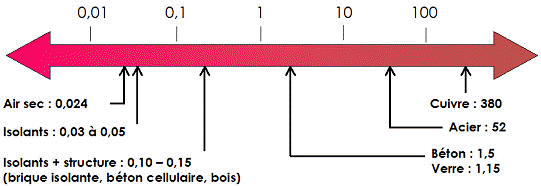 0,01 0,1 1 10 100
Air sec : 0,024
Isolants : 0,03 à 0,05
Isolants + structure : 0,10 – 0,15
(brique isolante, béton cellulaire, bois)
Cuivre : 380
Acier : 52
Béton : 1,5
Verre : 1,15